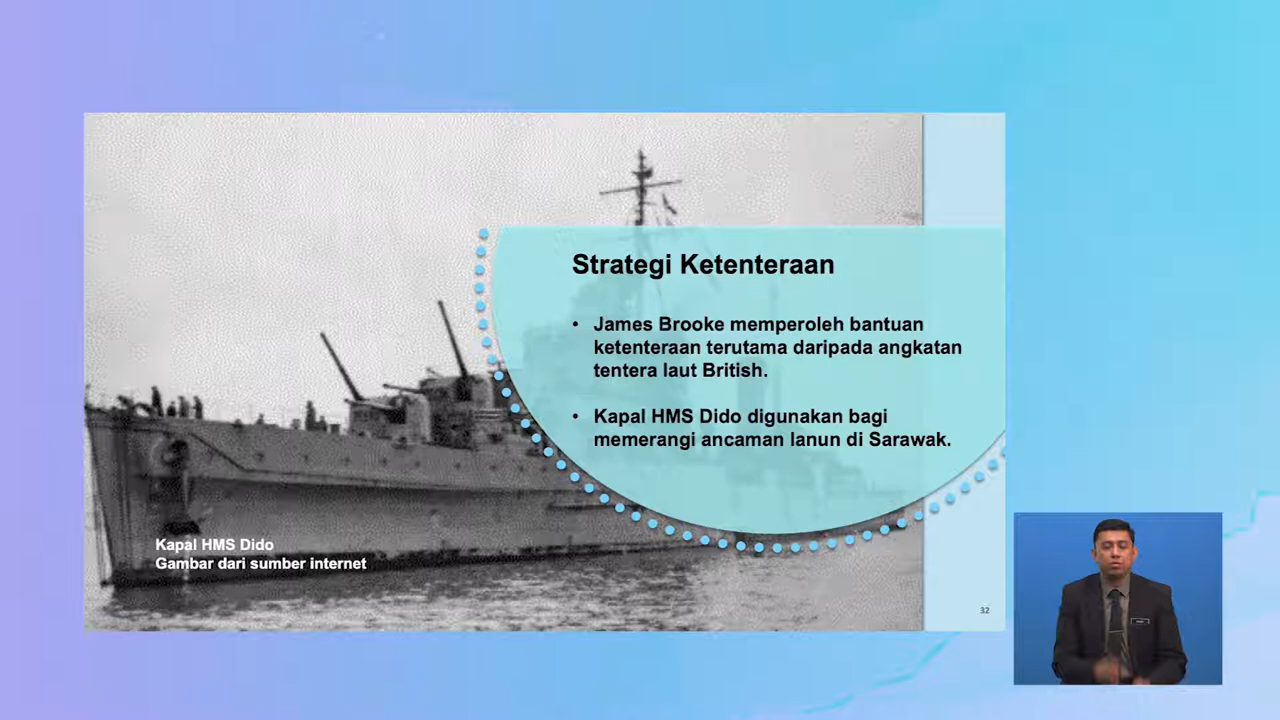 Strategi Ketenteraan
• James Brooke memperoleh bantuan
ketenteraan terutama daripada angkatan
tentera laut British.
• Kapal HMS Dido digunakan bagi
memerangi ancaman lanun di Sarawak.
Kapal HMS Dido
Gambar dari sumber internet
32